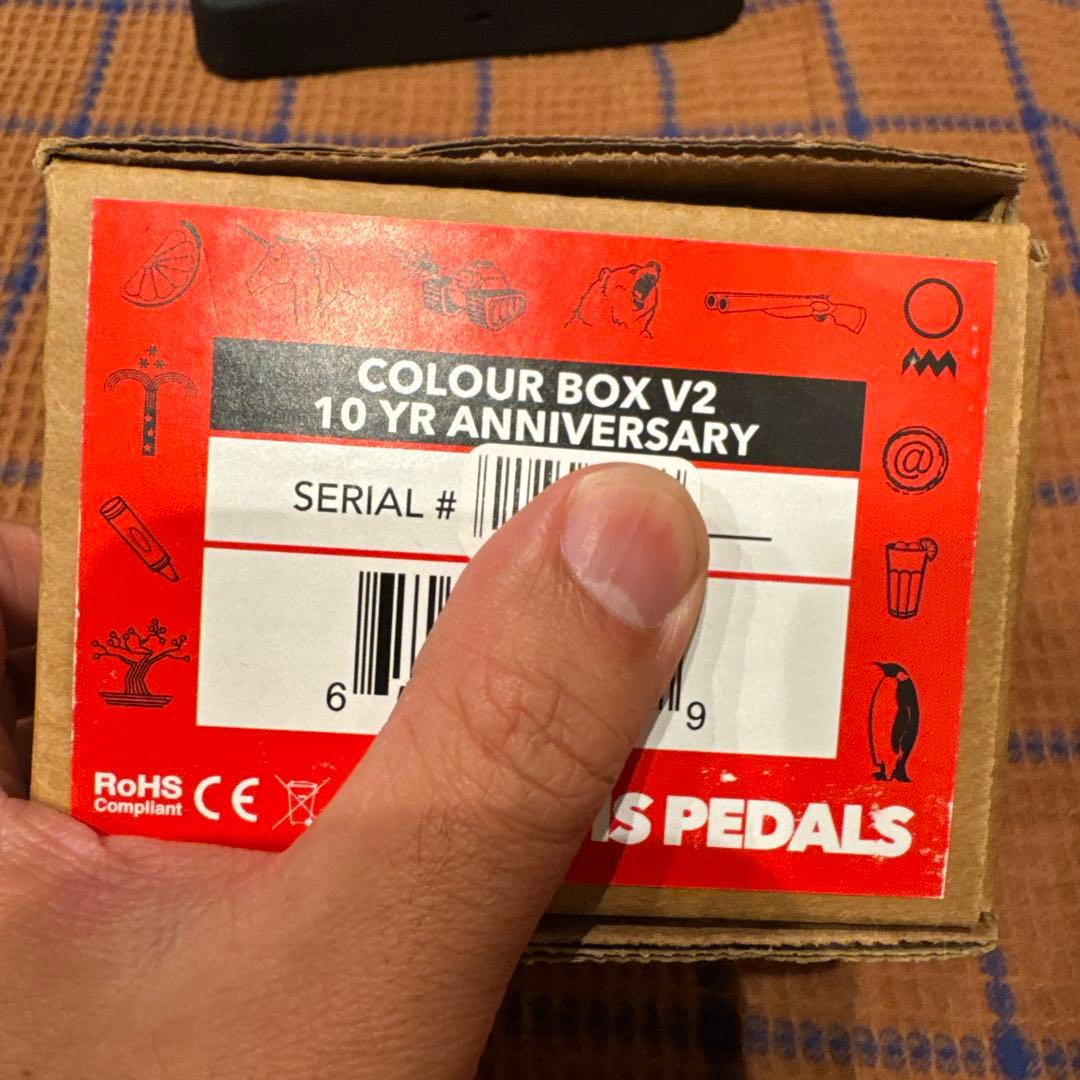 COLOUR BOX V2
10 YR ANNIVERSARY
SERIAL #
6 9
@
RoHS
Compliant
CE
PEDALS